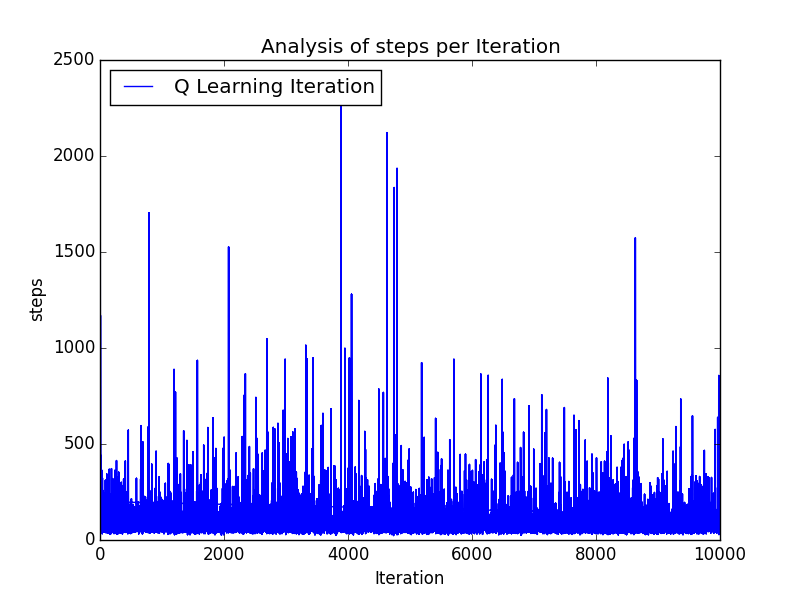 Analysis of steps per Iteration
Q Learning Iteration
2500
2000
1500
1000
500
0
steps
0 2000 4000 6000 8000 10000
Iteration